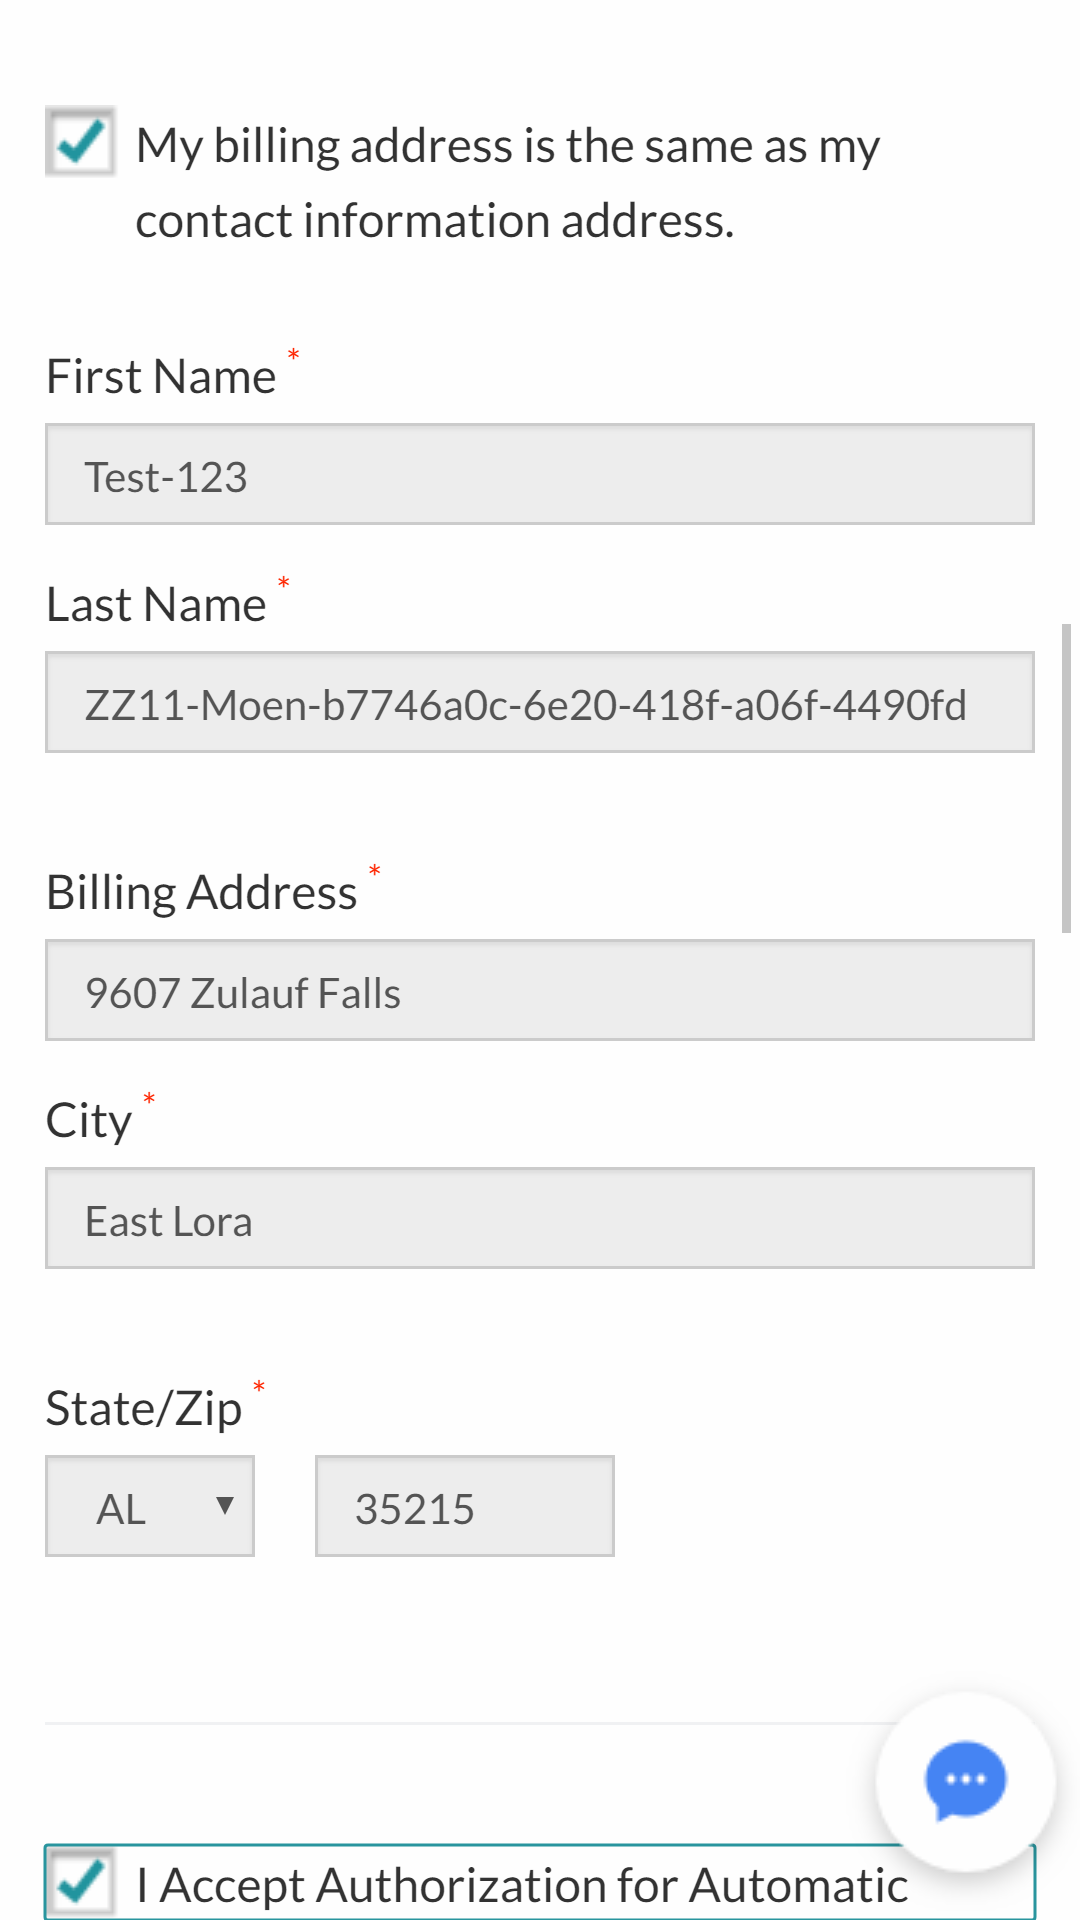 My billing address is the same as my
contact information address.
First Name *
Test-123
Last Name *
ZZ11-Moen-b7746a0c-6e20-418f-a06f-4490fd
Billing Address *
9607 Zulauf Falls
City *
East Lora
State/Zip *
AL 35215
I Accept Authorization for Automatic